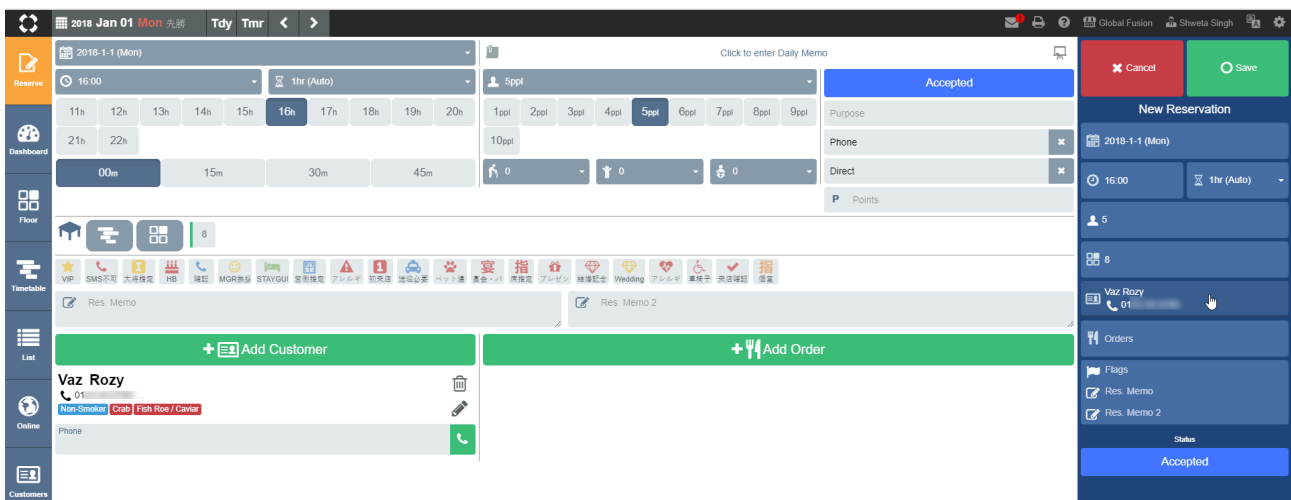 2018 Jan 01 Mon 先勝 Tdy Tmr
Global Fusion Shweta Singh
Reserve
Dashboard
Floor
Timetable
List
Online
Customers
2018-1-1 (Mon)
16:00 1hr (Auto)
11h 12h 13h 14h 15h 16h 17h 18h 19h 20h
21h 22h
00m 15m 30m 45m
Click to enter Daily Memo
5ppl
1ppl 2ppl 3ppl 4ppl 5ppl 6ppl 7ppl 8ppl 9ppl
10ppl
0 0 0
Accepted
Purpose
Phone
Direct
P Points
8
VIP SMS不可 大将指定 HB 確認 MGR挨拶 STAYGUI 窓側指定 アレルギ 初来店 ペット連 宴会・バ 席指定 プレゼン 結婚記念 Wedding アレルギ 車椅子 来店確認 個室
Res. Memo Res. Memo 2
+ Add Customer
+ Add Order
Vaz Rozy
01
Non-Smoker Crab Fish Roe / Caviar
Phone
Cancel Save
New Reservation
2018-1-1 (Mon)
16:00 1hr (Auto)
5
8
Vaz Rozy
01
Orders
Flags
Res. Memo
Res. Memo 2
Status
Accepted